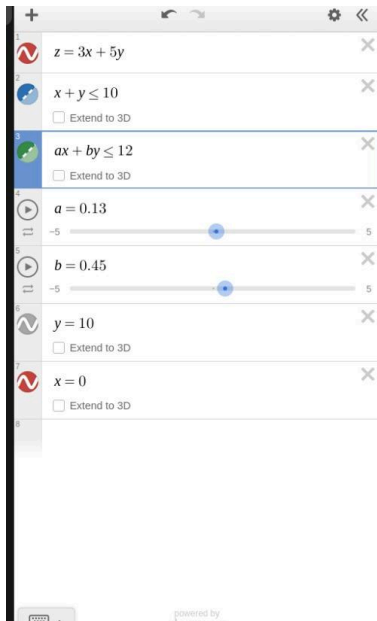 1
z = 3x + 5y
2
x + y ≤ 10
Extend to 3D
3
ax + by ≤ 12
Extend to 3D
4
a = 0.13
-5 5
5
b = 0.45
-5 5
6
y = 10
Extend to 3D
7
x = 0
Extend to 3D
8
powered by